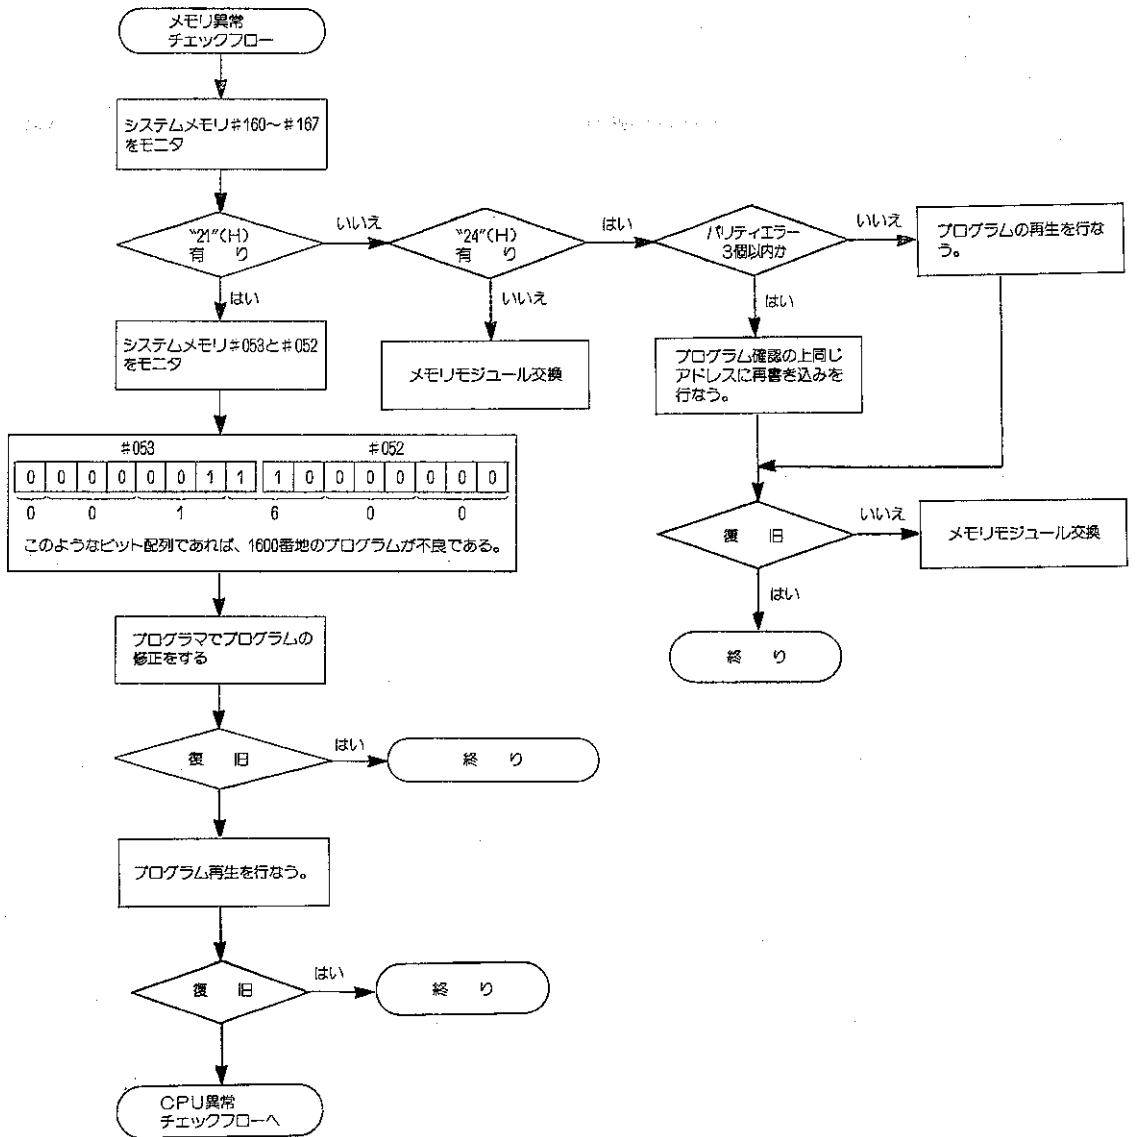 メモリ異常
チェックフロー
システムメモリ#160～#167
をモニタ
"21"(H)
有 り
いいえ
"24"(H)
有 り
はい
パリティエラー
3個以内か
いいえ
プログラムの再生を行な
う。
はい
いいえ
はい
システムメモリ#053と#052
をモニタ
メモリモジュール交換
プログラム確認の上同じ
アドレスに再書き込みを
行なう。
#053 #052
0 0 0 0 0 0 1 1 1 0 0 0 0 0 0 0
0 0 1 6 0 0
このようなビット配列であれば、1600番地のプログラムが不良である。
復 旧
いいえ
メモリモジュール交換
はい
終 り
プログラマでプログラムの
修正をする
復 旧
はい
終 り
プログラム再生を行なう。
復 旧
はい
終 り
CPU異常
チェックフローへ